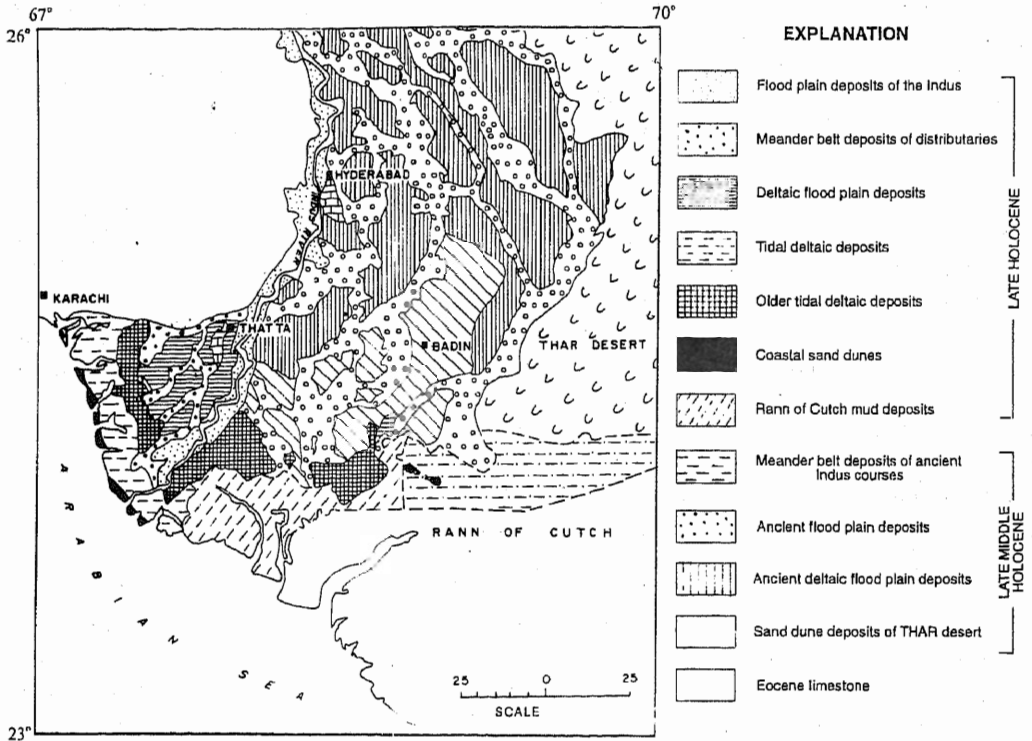 67°
70°
26°
HYDERABAD
INDUS RIVER
KARACHI
THATTA
BADIN
THAR DESERT
RANN OF CUTCH
ARABIAN SEA
25 0 25
SCALE
23°
EXPLANATION
Flood plain deposits of the Indus
Meander belt deposits of distributaries
Deltaic flood plain deposits
Tidal deltaic deposits
Older tidal deltaic deposits
Coastal sand dunes
Rann of Cutch mud deposits
LATE HOLOCENE
Meander belt deposits of ancient
Indus courses
Ancient flood plain deposits
Ancient deltaic flood plain deposits
Sand dune deposits of THAR desert
LATE MIDDLE
HOLOCENE
Eocene limestone